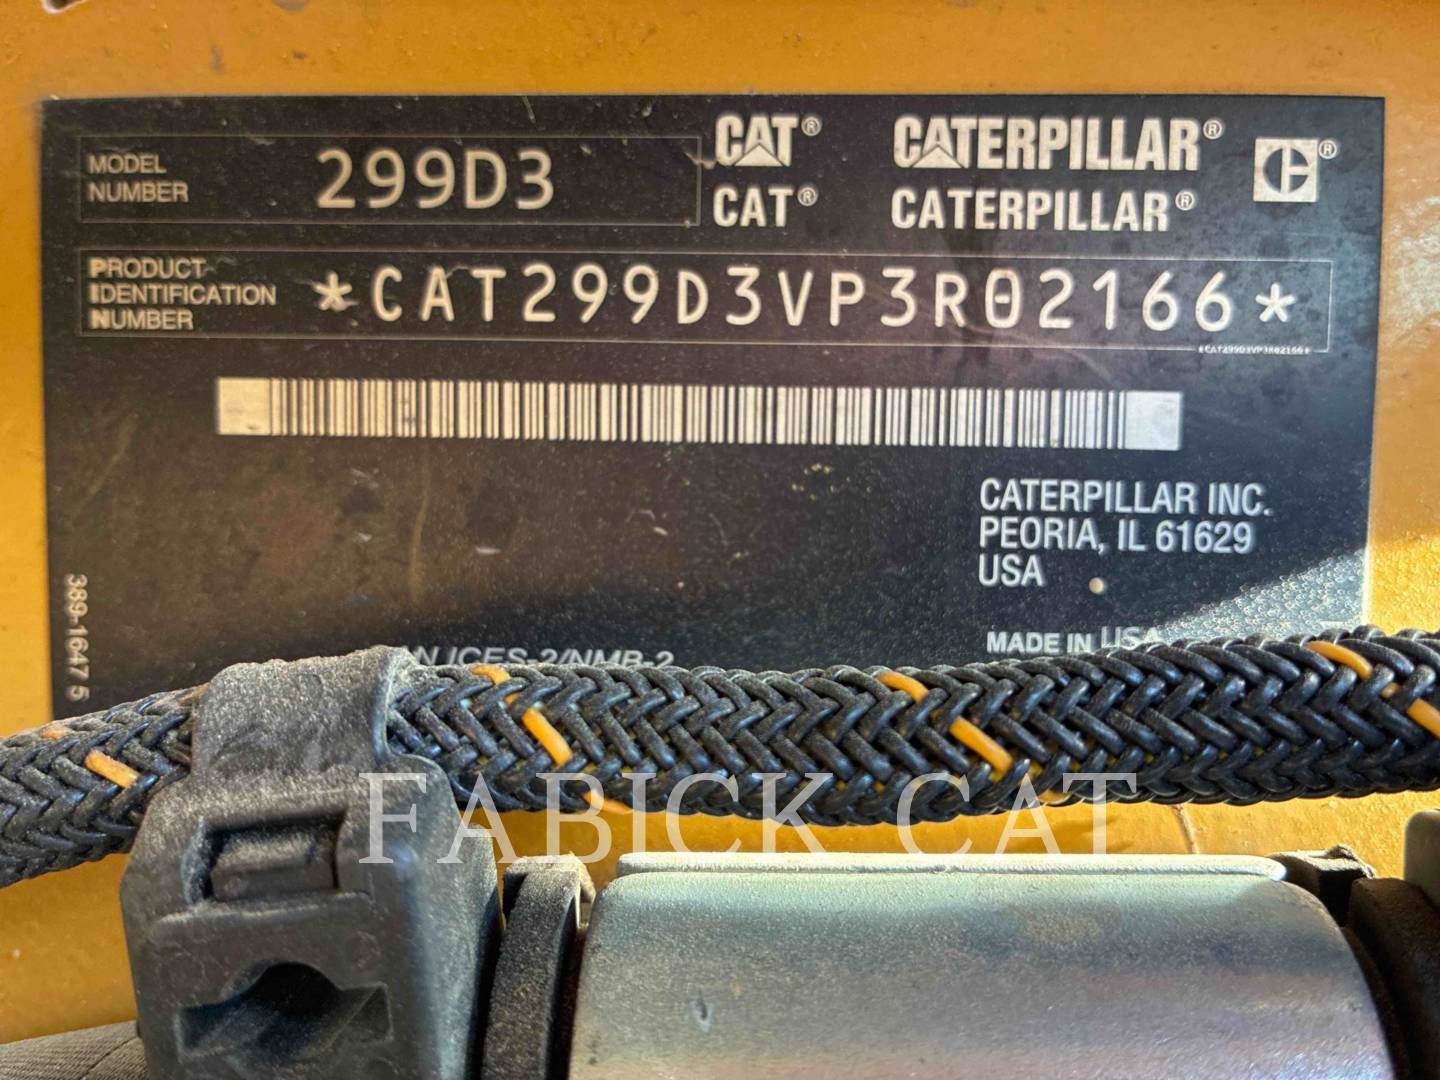 MODEL NUMBER 299D3
CAT® CATERPILLAR®
CAT® CATERPILLAR®
PRODUCT IDENTIFICATION NUMBER *CAT299D3VP3R02166*
*CAT299D3VP3R02166*
CATERPILLAR INC.
PEORIA, IL 61629
USA
MADE IN USA
ICES-2/NMB-2
389-1647 5
FABICK CAT